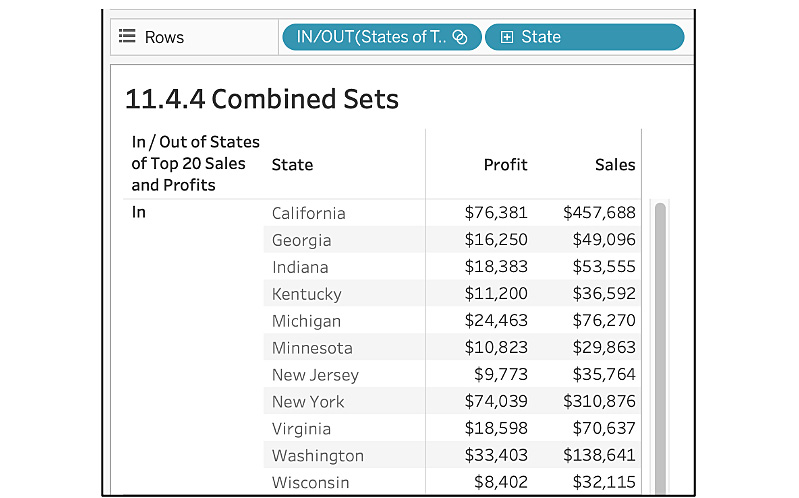 Rows IN/OUT(States of T.. State
11.4.4 Combined Sets
In / Out of States
of Top 20 Sales
and Profits
State Profit Sales
In California $76,381 $457,688
Georgia $16,250 $49,096
Indiana $18,383 $53,555
Kentucky $11,200 $36,592
Michigan $24,463 $76,270
Minnesota $10,823 $29,863
New Jersey $9,773 $35,764
New York $74,039 $310,876
Virginia $18,598 $70,637
Washington $33,403 $138,641
Wisconsin $8,402 $32,115